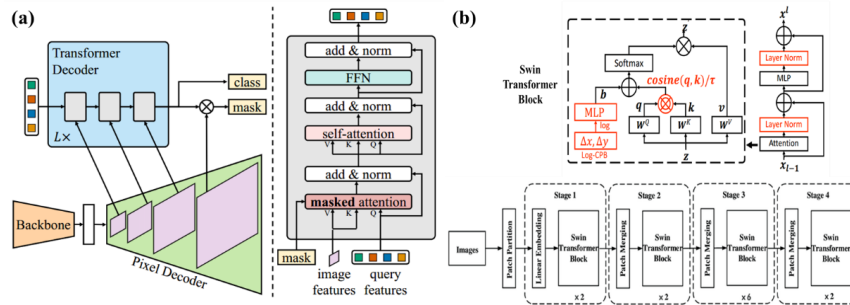 (a)
Transformer
Decoder
L×
class
mask
Backbone
Pixel Decoder
add & norm
FFN
add & norm
self-attention
V K Q
add & norm
masked attention
V K Q
mask
image
features
query
features
(b)
Swin
Transformer
Block
z
Softmax
cosine(q, k)/τ
b
MLP
log
Δx, Δy
Log-CPB
q
k
v
W^Q
W^K
W^V
z
x^l
Layer Norm
MLP
Layer Norm
Attention
x_{l-1}
Images
Patch Partition
Stage 1
Linear Embedding
Swin
Transformer
Block
x 2
Stage 2
Patch Merging
Swin
Transformer
Block
x 2
Stage 3
Patch Merging
Swin
Transformer
Block
x 6
Stage 4
Patch Merging
Swin
Transformer
Block
x 2